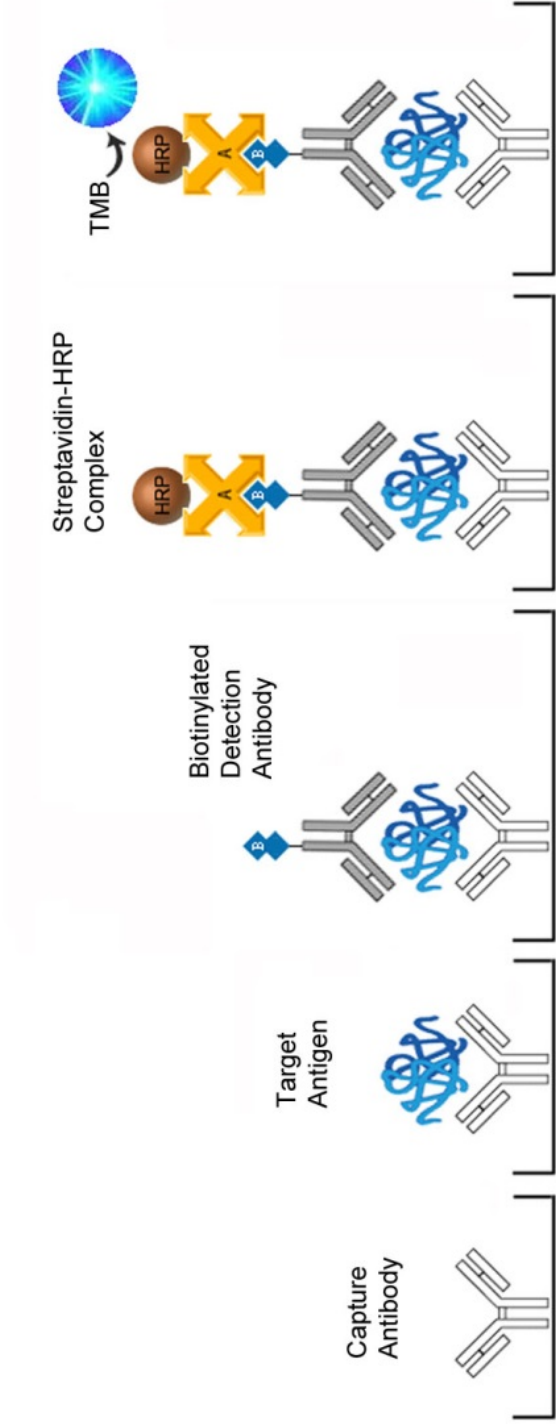 Capture
Antibody
Target
Antigen
Biotinylated
Detection
Antibody
B
Streptavidin-HRP
Complex
HRP
A
B
TMB
HRP
A
B